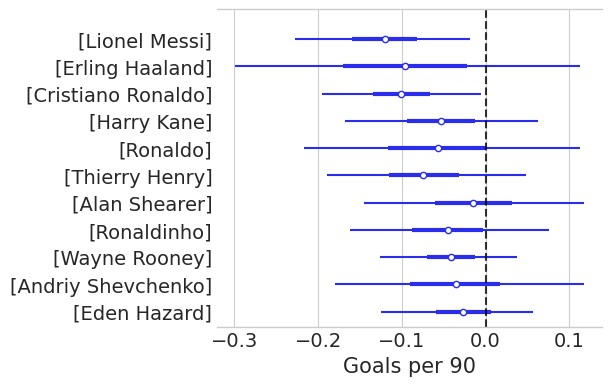 [Lionel Messi]
[Erling Haaland]
[Cristiano Ronaldo]
[Harry Kane]
[Ronaldo]
[Thierry Henry]
[Alan Shearer]
[Ronaldinho]
[Wayne Rooney]
[Andriy Shevchenko]
[Eden Hazard]
−0.3 −0.2 −0.1 0.0 0.1
Goals per 90